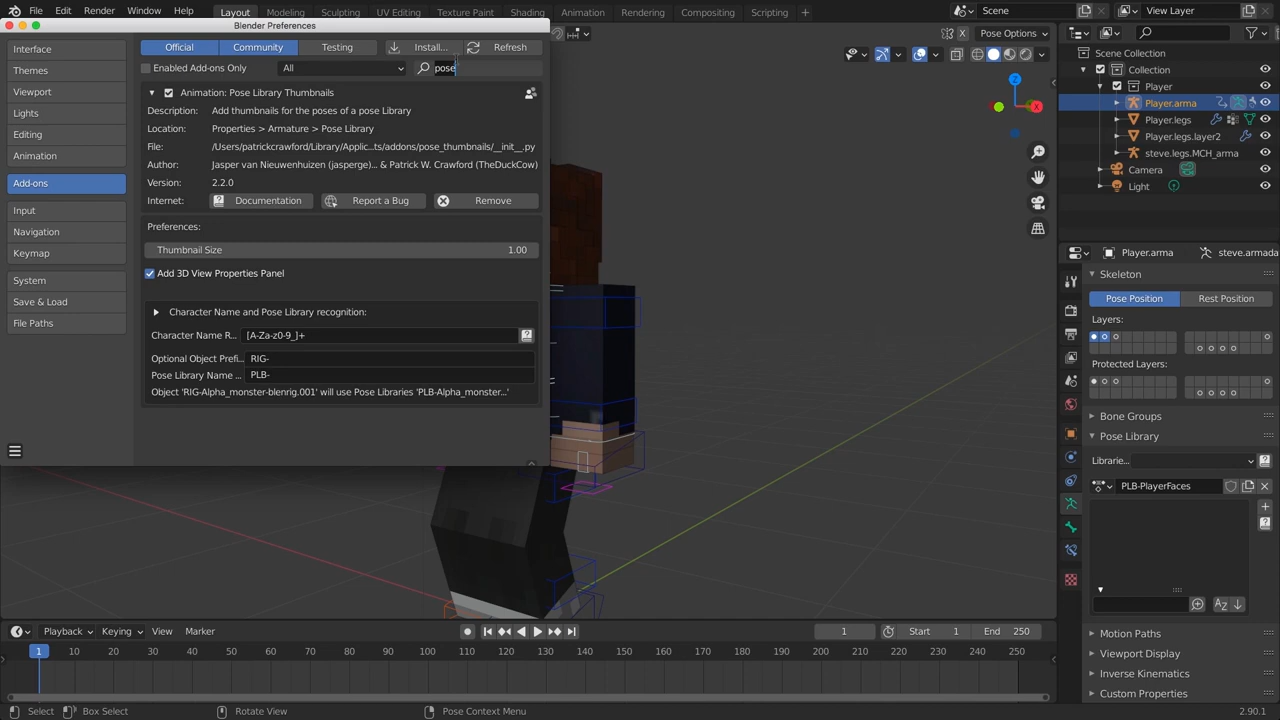 File Edit Render Window Help Layout Modeling Sculpting UV Editing Texture Paint Shading Animation Rendering Compositing Scripting Scene View Layer
Blender Preferences
Interface
Themes
Viewport
Lights
Editing
Animation
Add-ons
Input
Navigation
Keymap
System
Save & Load
File Paths
Official Community Testing Install... Refresh
Enabled Add-ons Only All pose
Animation: Pose Library Thumbnails
Description: Add thumbnails for the poses of a pose Library
Location: Properties > Armature > Pose Library
File: /Users/patrickcrawford/Library/Applic...ts/addons/pose_thumbnails/__init__.py
Author: Jasper van Nieuwenhuizen (jasperge)... & Patrick W. Crawford (TheDuckCow)
Version: 2.2.0
Internet: Documentation Report a Bug Remove
Preferences:
Thumbnail Size 1.00
Add 3D View Properties Panel
Character Name and Pose Library recognition:
Character Name R... [A-Za-z0-9_]+
Optional Object Prefi... RIG-
Pose Library Name ... PLB-
Object 'RIG-Alpha_monster-blenrig.001' will use Pose Libraries 'PLB-Alpha_monster...'
Pose Options
X
Z
Scene Collection
Collection
Player
Player.arma
Player.legs
Player.legs.layer2
steve.legs.MCH_arma
Camera
Light
Player.arma steve.armada
Skeleton
Pose Position Rest Position
Layers:
Protected Layers:
Bone Groups
Pose Library
Librarie...
PLB-PlayerFaces
Motion Paths
Viewport Display
Inverse Kinematics
Custom Properties
Playback Keying View Marker 1 Start 1 End 250
1 10 20 30 40 50 60 70 80 90 100 110 120 130 140 150 160 170 180 190 200 210 220 230 240 250
Select Box Select Rotate View Pose Context Menu 2.90.1